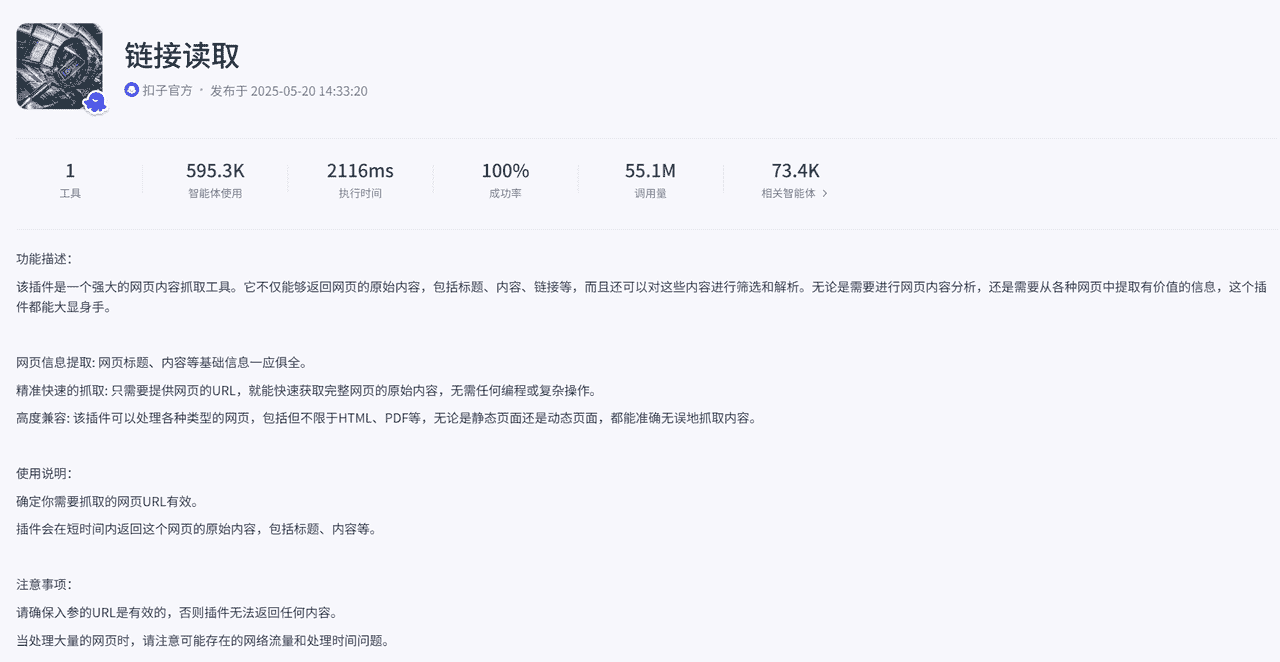 链接读取
扣子官方 · 发布于 2025-05-20 14:33:20
1
工具
595.3K
智能体使用
2116ms
执行时间
100%
成功率
55.1M
调用量
73.4K
相关智能体 >
功能描述：
该插件是一个强大的网页内容抓取工具。它不仅能够返回网页的原始内容，包括标题、内容、链接等，而且还可以对这些内容进行筛选和解析。无论是需要进行网页内容分析，还是需要从各种网页中提取有价值的信息，这个插
件都能大显身手。
网页信息提取: 网页标题、内容等基础信息一应俱全。
精准快速的抓取: 只需要提供网页的URL，就能快速获取完整网页的原始内容，无需任何编程或复杂操作。
高度兼容: 该插件可以处理各种类型的网页，包括但不限于HTML、PDF等，无论是静态页面还是动态页面，都能准确无误地抓取内容。
使用说明：
确定你需要抓取的网页URL有效。
插件会在短时间内返回这个网页的原始内容，包括标题、内容等。
注意事项：
请确保入参的URL是有效的，否则插件无法返回任何内容。
当处理大量的网页时，请注意可能存在的网络流量和处理时间问题。